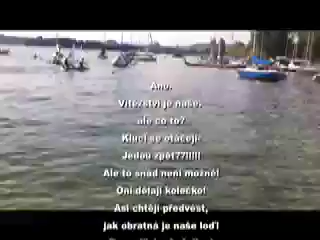 Ano.
Vítězství je naše,
ale co to?
Kluci se otáčejí.
Jedou zpět??!!!!!
Ale to snad není možné!
Oni dělají kolečko!
Asi chtějí předvést,
jak obratná je naše loď!